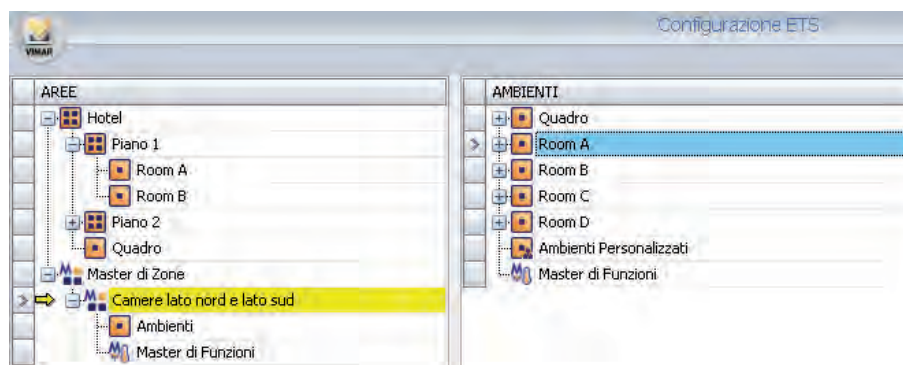 Configurazione ETS
VIMAR
AREE
Hotel
Piano 1
Room A
Room B
Piano 2
Quadro
Master di Zone
Camere lato nord e lato sud
Ambienti
Master di Funzioni
AMBIENTI
Quadro
Room A
Room B
Room C
Room D
Ambienti Personalizzati
Master di Funzioni